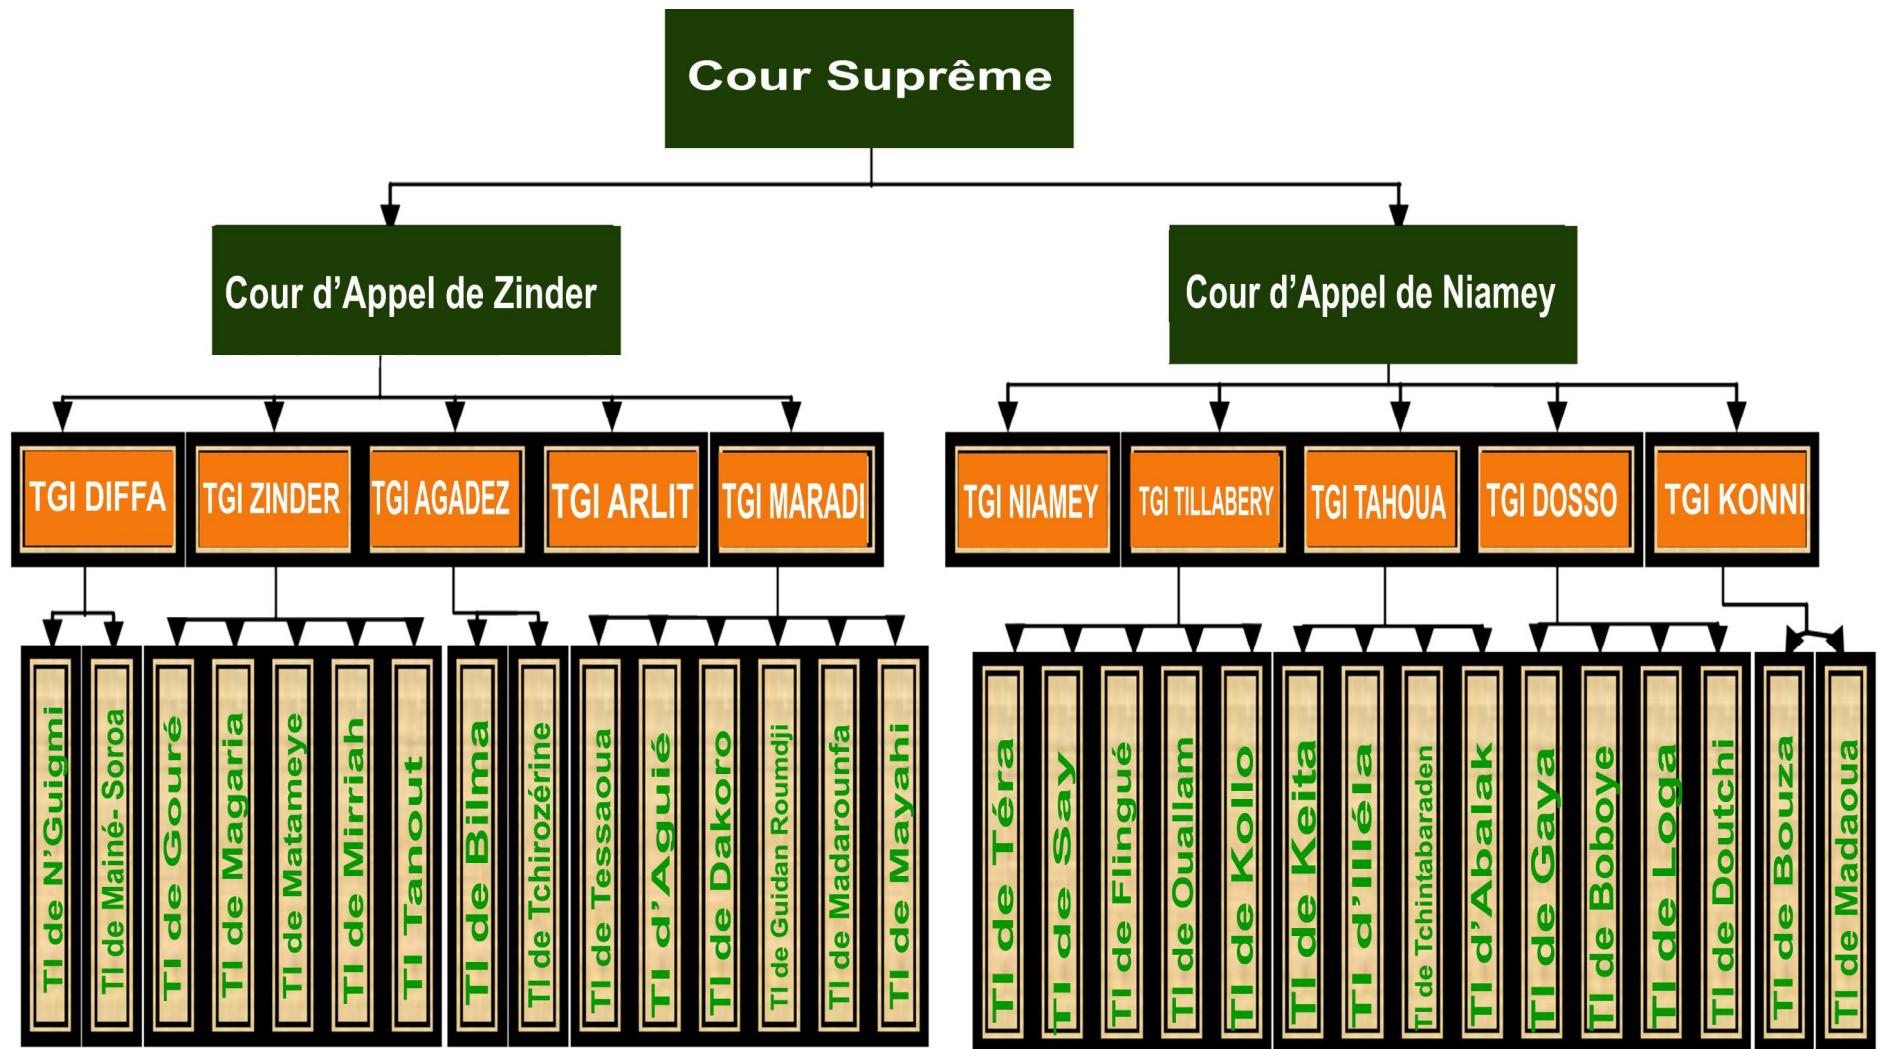 Cour Suprême
Cour d'Appel de Zinder
Cour d'Appel de Niamey
TGI DIFFA
TGI ZINDER
TGI AGADEZ
TGI ARLIT
TGI MARADI
TGI NIAMEY
TGI TILLABERY
TGI TAHOUA
TGI DOSSO
TGI KONNI
TI de N'Guigmi
TI de Mainé- Soroa
TI de Gouré
TI de Magaria
TI de Matameye
TI de Mirriah
TI Tanout
TI de Bilma
TI de Tchirozérine
TI de Tessaoua
TI d'Aguié
TI de Dakoro
TI de Guidan Roumdji
TI de Madarounfa
TI de Mayahi
TI de Téra
TI de Say
TI de Flingué
TI de Ouallam
TI de Kollo
TI de Keita
TI d'Illéla
TI de Tchintabaraden
TI d'Abalak
TI de Gaya
TI de Boboye
TI de Loga
TI de Doutchi
TI de Bouza
TI de Madaoua